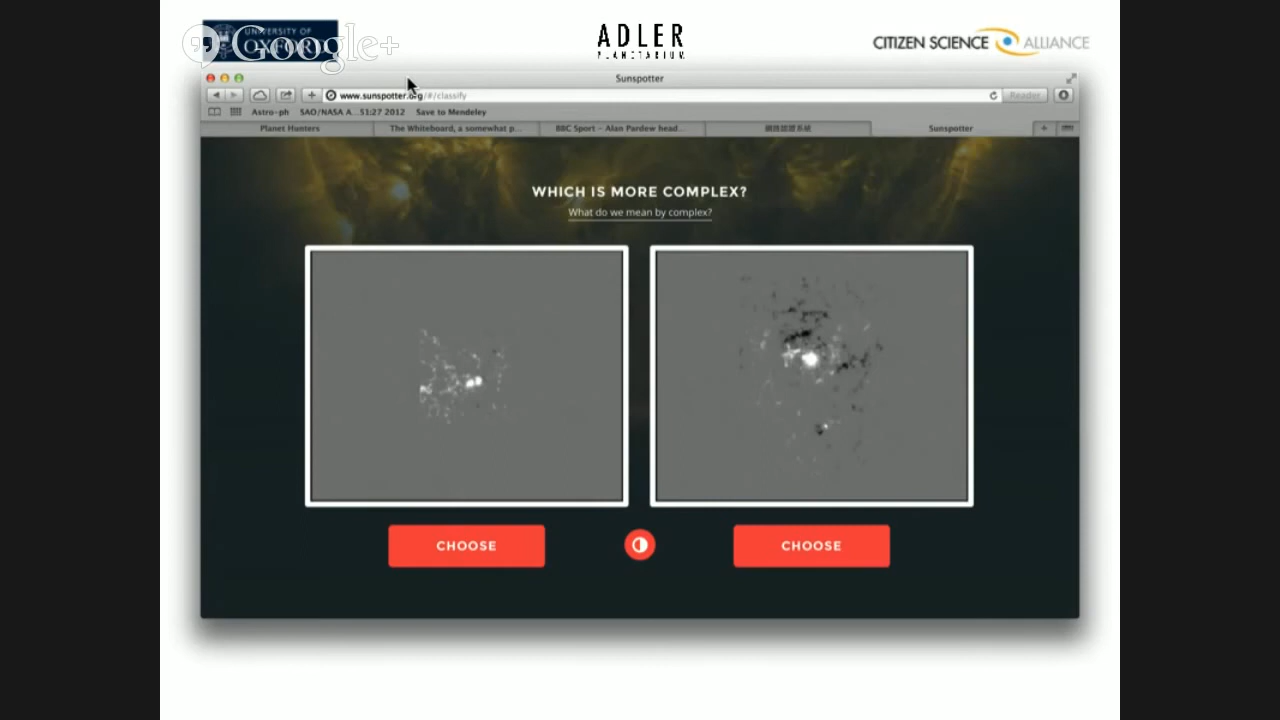 UNIVERSITY OF
OXFORD
Google+
ADLER
PLANETARIUM
CITIZEN SCIENCE ALLIANCE
Sunspotter
www.sunspotter.org/#/classify
Reader
Astro-ph SAO/NASA A...51:27 2012 Save to Mendeley
Planet Hunters
The Whiteboard, a somewhat p...
BBC Sport – Alan Pardew head...
Sunspotter
WHICH IS MORE COMPLEX?
What do we mean by complex?
CHOOSE
CHOOSE